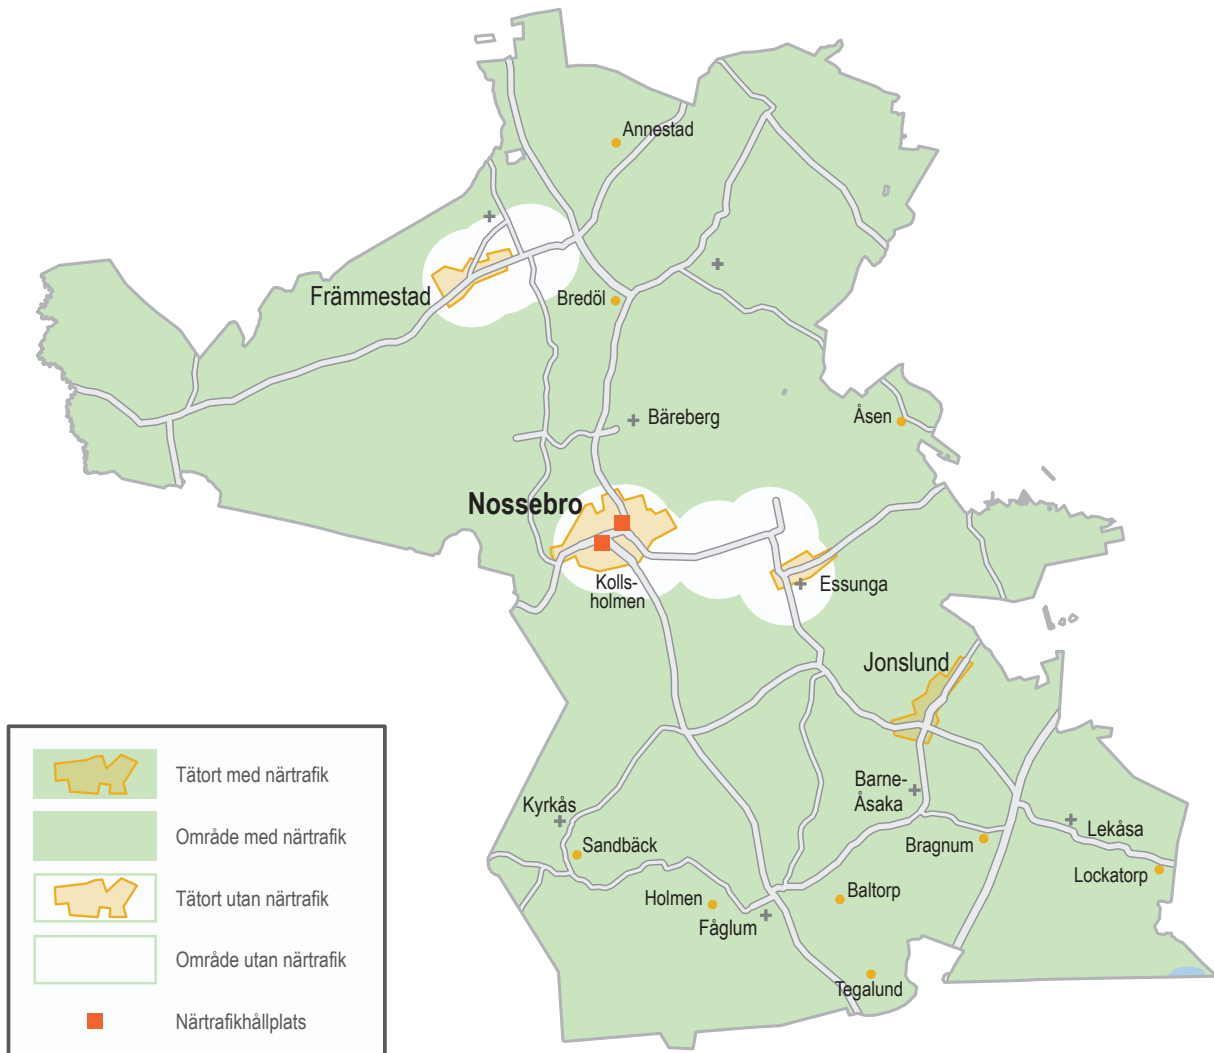 Annestad
Främmestad
Bredöl
Bäreberg
Åsen
Nossebro
Kolls-
holmen
Essunga
Jonslund
Barne-
Åsaka
Kyrkås
Sandbäck
Bragnum
Lekåsa
Lockatorp
Holmen
Baltorp
Fåglum
Tegalund
Tätort med närtrafik
Område med närtrafik
Tätort utan närtrafik
Område utan närtrafik
Närtrafikhållplats